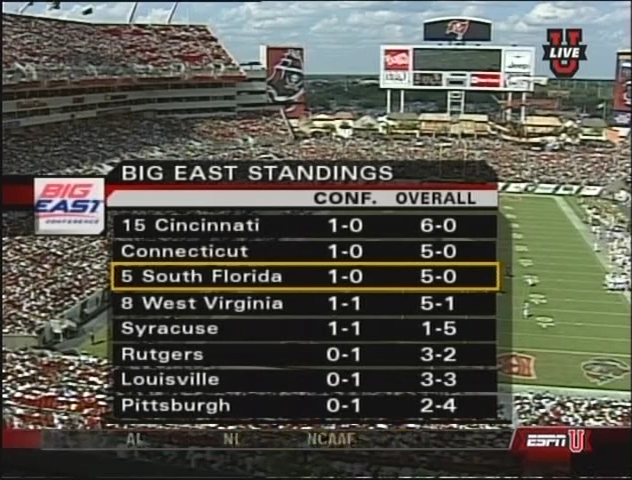 LIVE
BIG EAST STANDINGS
BIG EAST CONFERENCE
CONF. OVERALL
15 Cincinnati 1-0 6-0
Connecticut 1-0 5-0
5 South Florida 1-0 5-0
8 West Virginia 1-1 5-1
Syracuse 1-1 1-5
Rutgers 0-1 3-2
Louisville 0-1 3-3
Pittsburgh 0-1 2-4
AL NL NCAAF
ESPN U